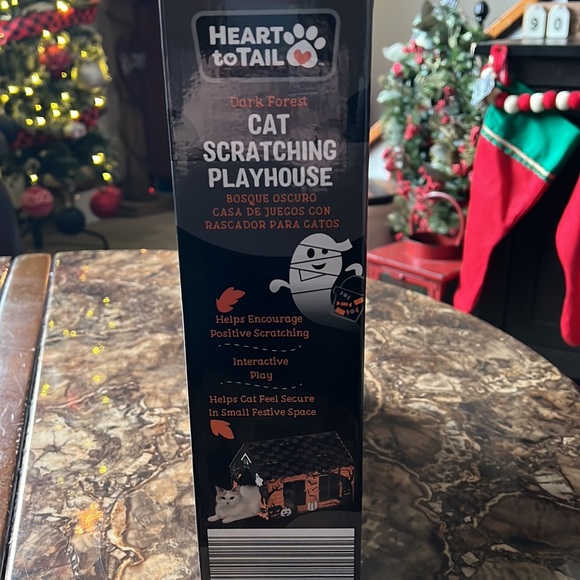 HEART
to TAIL
Dark Forest
CAT
SCRATCHING
PLAYHOUSE
BOSQUE OSCURO
CASA DE JUEGOS CON
RASCADOR PARA GATOS
Helps Encourage
Positive Scratching
Interactive
Play
Helps Cat Feel Secure
In Small Festive Space
90